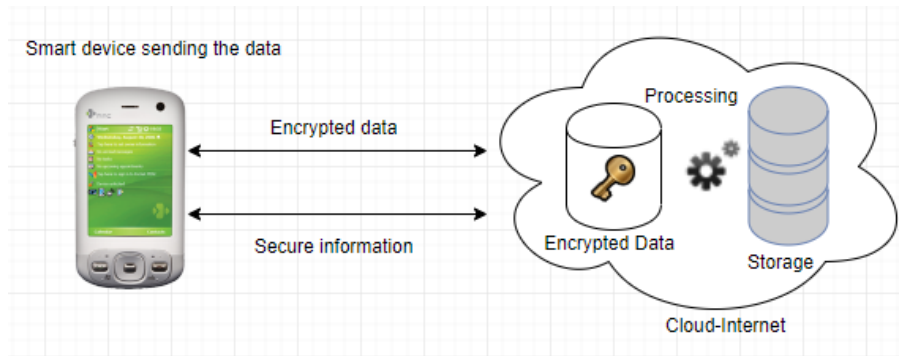 Smart device sending the data
Encrypted data
Secure information
Processing
Encrypted Data
Storage
Cloud-Internet